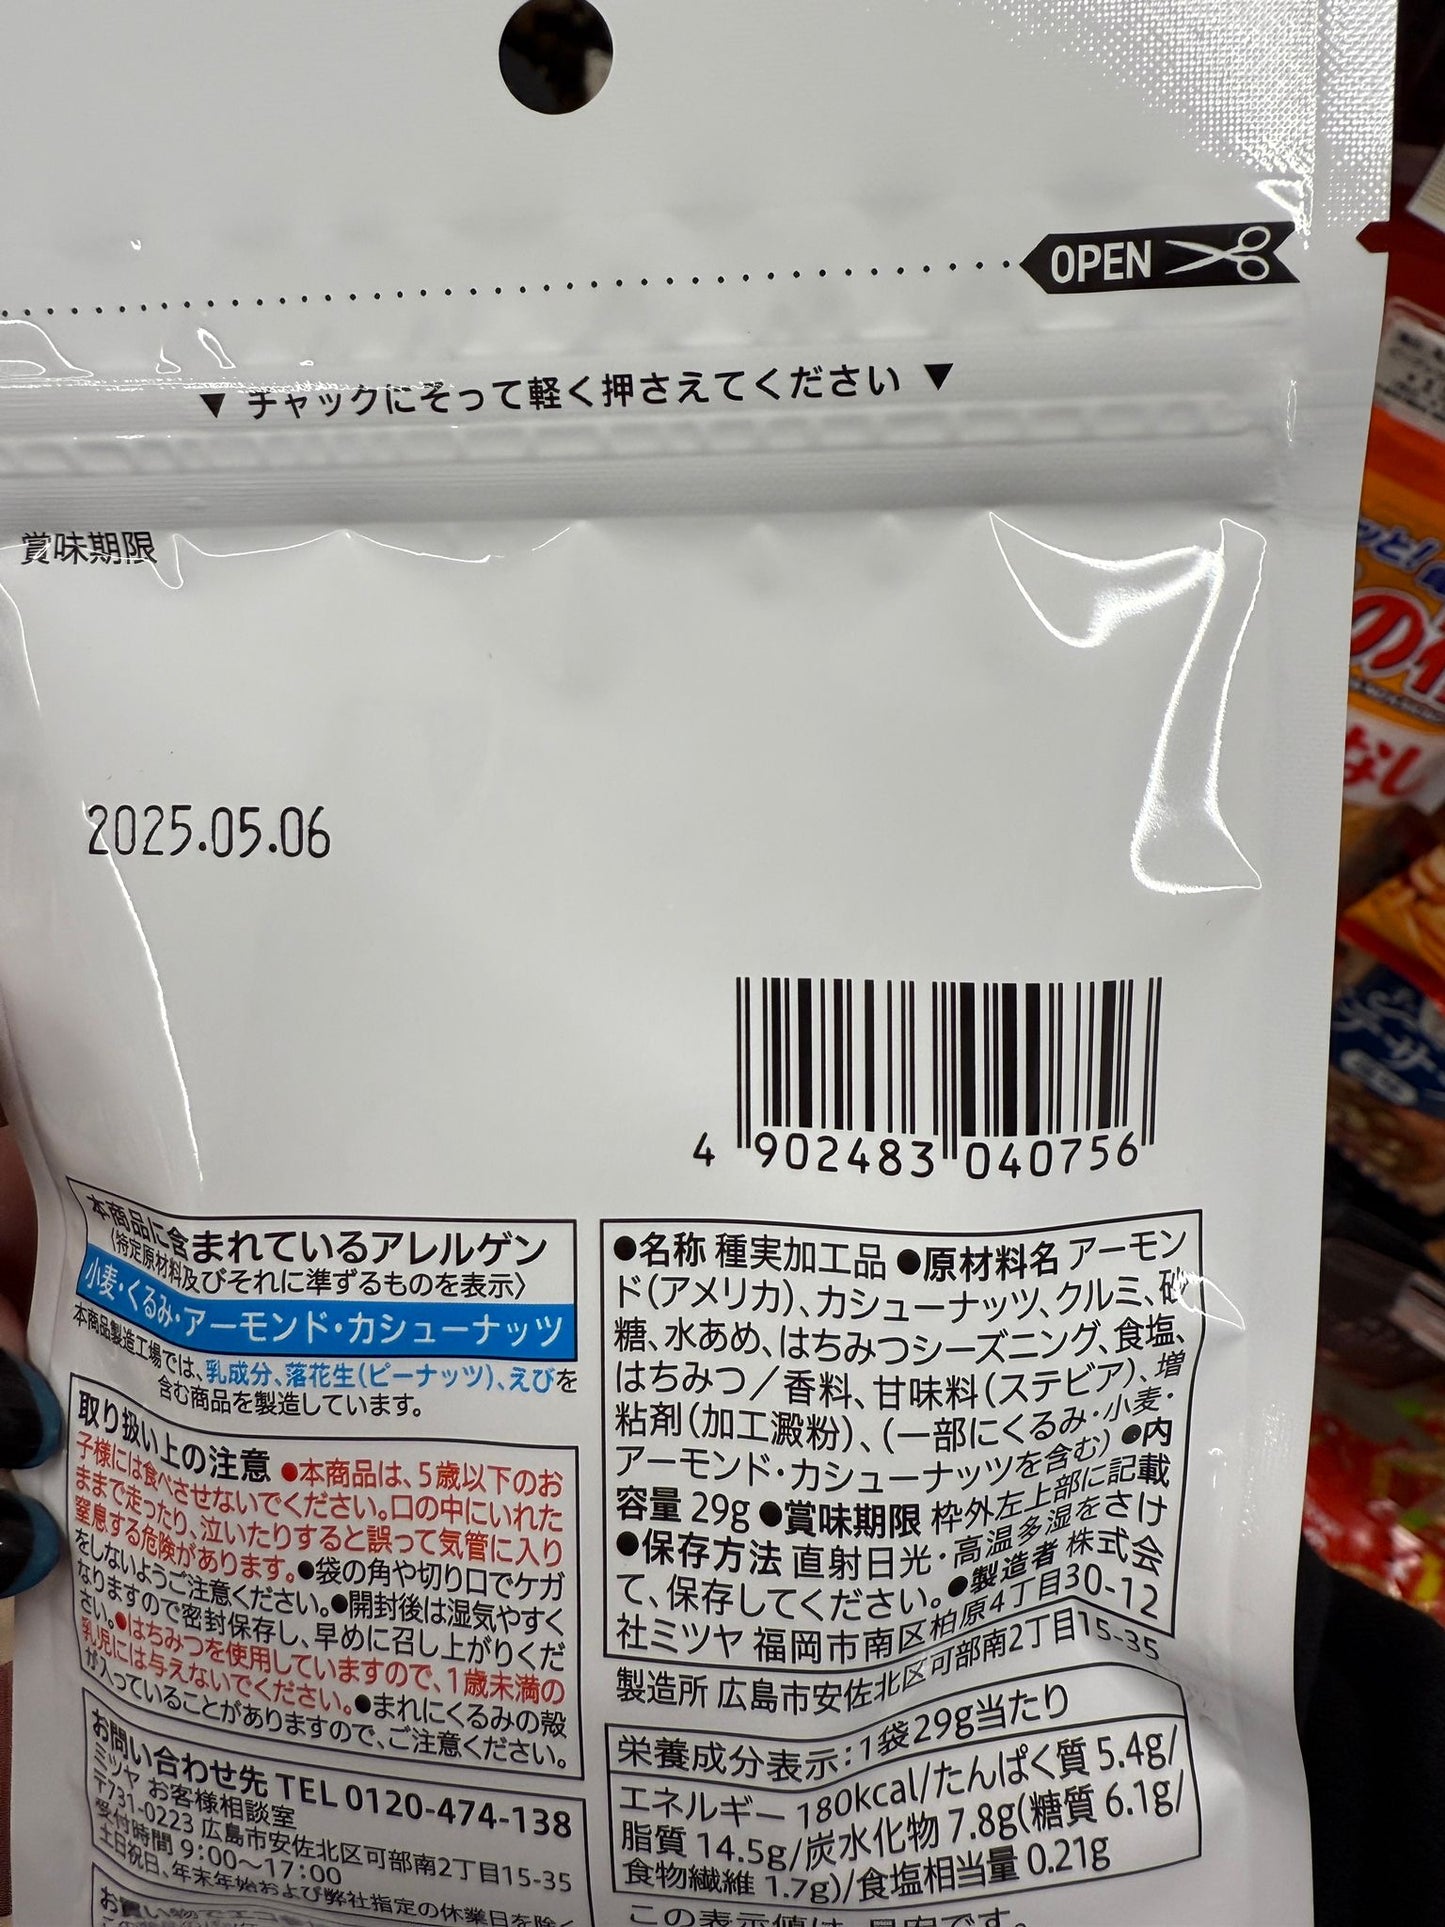 OPEN
▼ チャックにそって軽く押さえてください ▼
賞味期限
2025.05.06
4 902483 040756
本商品に含まれているアレルゲン
〈特定原材料及びそれに準ずるものを表示〉
小麦・くるみ・アーモンド・カシューナッツ
本商品製造工場では、乳成分、落花生(ピーナッツ)、えびを
含む商品を製造しています。
取り扱い上の注意 ●本商品は、5歳以下のお
子様には食べさせないでください。口の中にいれた
ままで走ったり、泣いたりすると誤って気管に入り
窒息する危険があります。●袋の角や切り口でケガ
をしないようご注意ください。●開封後は湿気やすく
なりますので密封保存し、早めに召し上がりくだ
さい。●はちみつを使用していますので、1歳未満の
乳児には与えないでください。●まれにくるみの殻
が入っていることがありますので、ご注意ください。
お問い合わせ先 TEL 0120-474-138
ミツヤ お客様相談室
〒731-0223 広島市安佐北区可部南2丁目15-35
受付時間 9:00〜17:00
土日祝日、年末年始および弊社指定の休業日を除く
●名称 種実加工品 ●原材料名 アーモン
ド(アメリカ)、カシューナッツ、クルミ、砂
糖、水あめ、はちみつシーズニング、食塩、
はちみつ/香料、甘味料(ステビア)、増
粘剤(加工澱粉)、(一部にくるみ・小麦・
アーモンド・カシューナッツを含む) ●内
容量 29g ●賞味期限 枠外左上部に記載
●保存方法 直射日光・高温多湿をさけ
て、保存してください。●製造者 株式会
社ミツヤ 福岡市南区柏原4丁目30-12
製造所 広島市安佐北区可部南2丁目15-35
栄養成分表示:1袋29g当たり
エネルギー 180kcal/たんぱく質 5.4g/
脂質 14.5g/炭水化物 7.8g(糖質 6.1g/
食物繊維 1.7g)/食塩相当量 0.21g
この表示値は、目安です。
なし